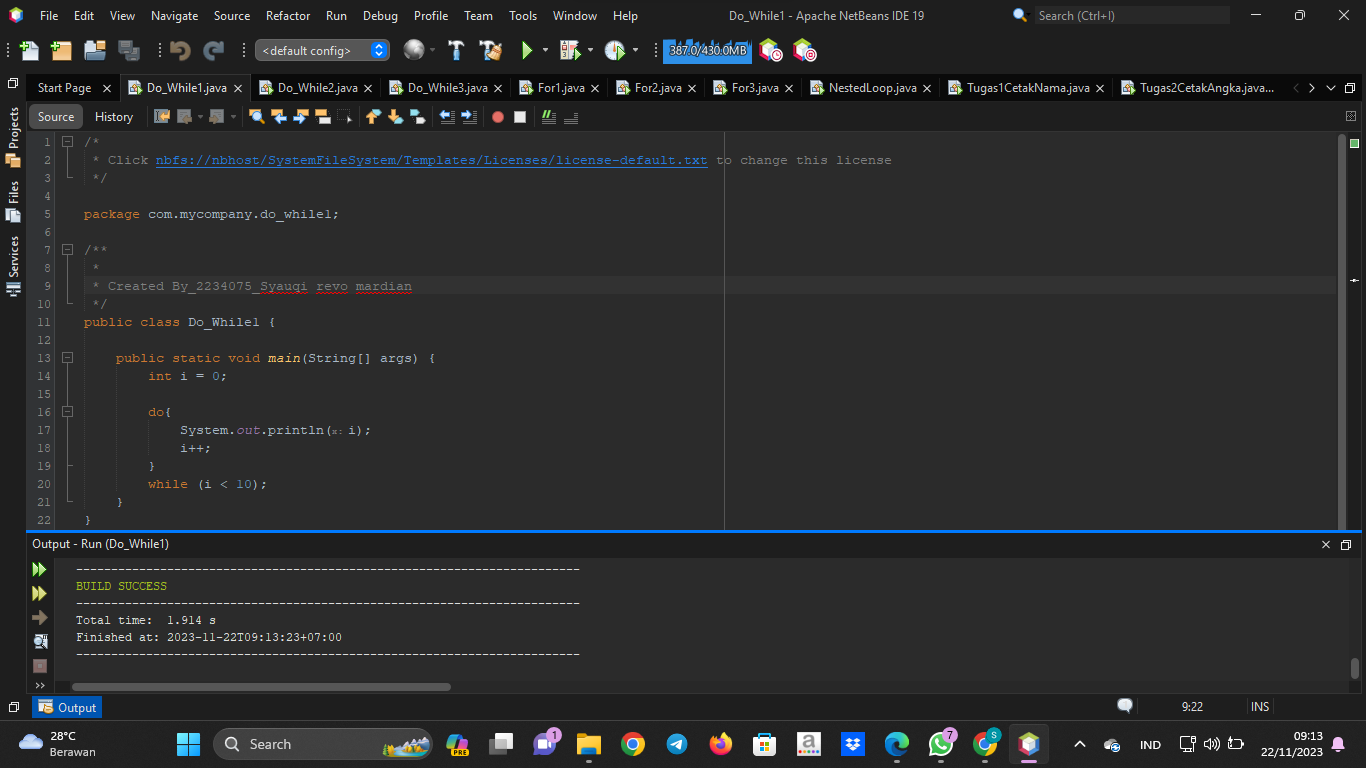 File Edit View Navigate Source Refactor Run Debug Profile Team Tools Window Help Do_While1 - Apache NetBeans IDE 19 Search (Ctrl+I)
<default config> 387.0/430.0MB
Start Page Do_While1.java Do_While2.java Do_While3.java For1.java For2.java For3.java NestedLoop.java Tugas1CetakNama.java Tugas2CetakAngka.java...
Source History
Projects
Files
Services
1 /*
2 * Click nbfs://nbhost/SystemFileSystem/Templates/Licenses/license-default.txt to change this license
3 */
4
5 package com.mycompany.do_while1;
6
7 /**
8 *
9 * Created By_2234075_Syauqi revo mardian
10 */
11 public class Do_While1 {
12
13 public static void main(String[] args) {
14 int i = 0;
15
16 do{
17 System.out.println(x: i);
18 i++;
19 }
20 while (i < 10);
21 }
22 }
Output - Run (Do_While1)
------------------------------------------------------------------------
BUILD SUCCESS
------------------------------------------------------------------------
Total time: 1.914 s
Finished at: 2023-11-22T09:13:23+07:00
------------------------------------------------------------------------
Output 9:22 INS
28°C
Berawan
Search
PRE
1
a
7
S
IND
09:13
22/11/2023